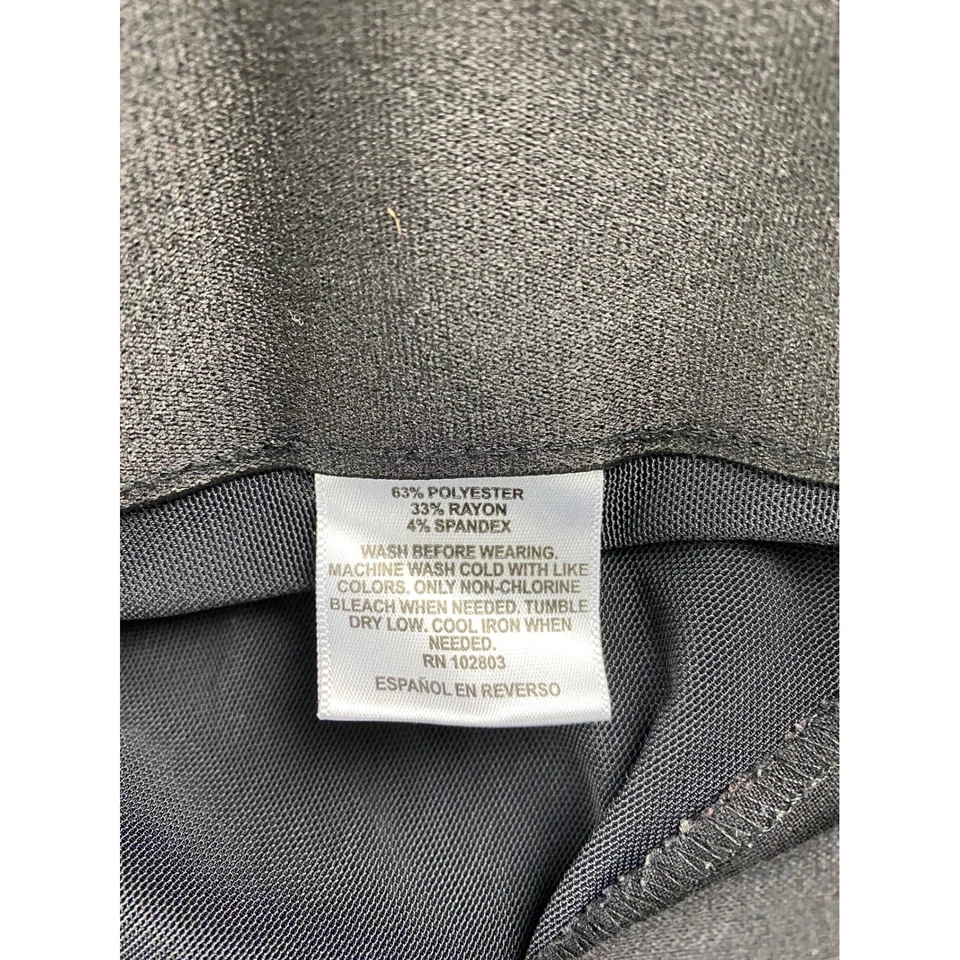 63% POLYESTER
33% RAYON
4% SPANDEX
WASH BEFORE WEARING.
MACHINE WASH COLD WITH LIKE
COLORS. ONLY NON-CHLORINE
BLEACH WHEN NEEDED. TUMBLE
DRY LOW. COOL IRON WHEN
NEEDED.
RN 102803
ESPAÑOL EN REVERSO